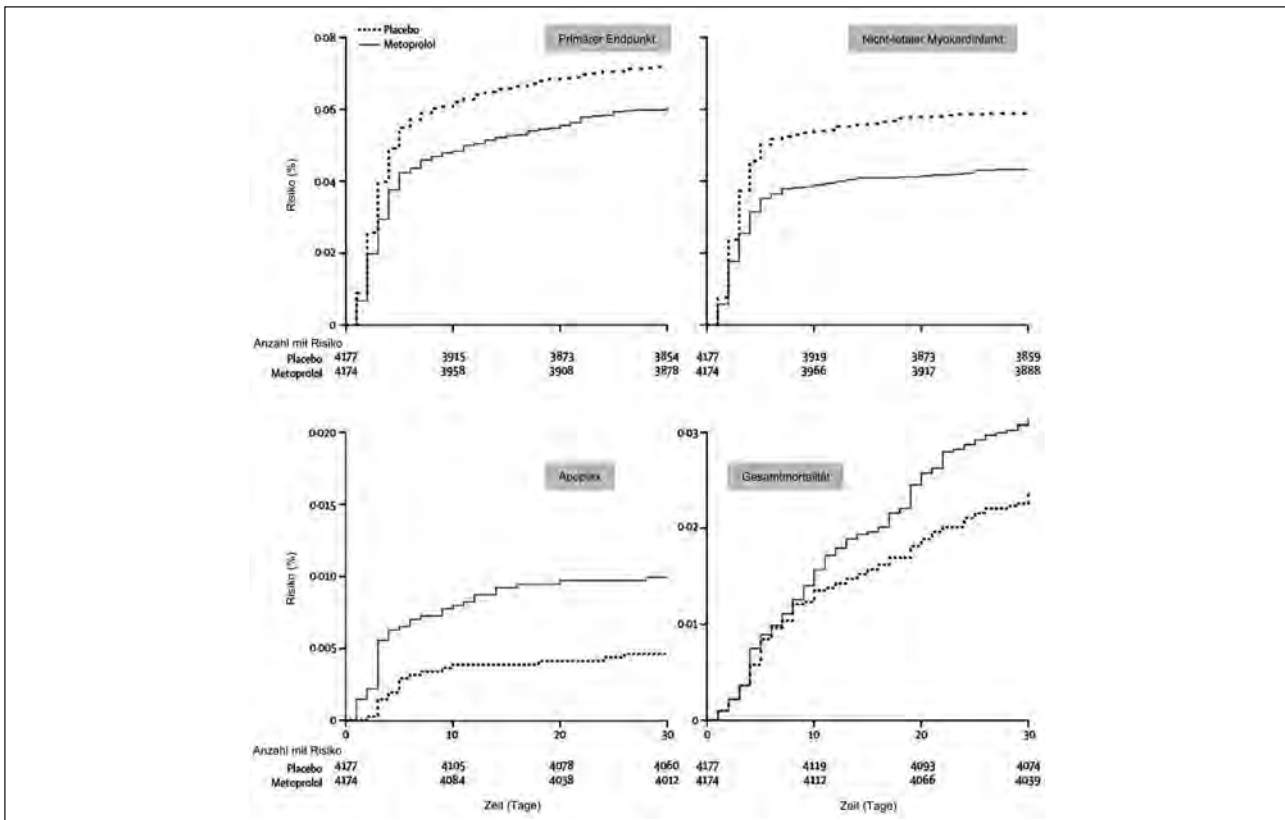 Placebo
Metoprolol
Primärer Endpunkt
Nicht-letaler Myokardinfarkt
0·08
0·06
0·04
0·02
0
Risiko (%)
Anzahl mit Risiko
Placebo 4177 3915 3873 3854 4177 3919 3873 3859
Metoprolol 4174 3958 3908 3878 4174 3966 3917 3888
0·020
0·015
0·010
0·005
0
Risiko (%)
Apoplex
0·03
0·02
0·01
0
Gesamtmortalität
0 10 20 30 0 10 20 30
Anzahl mit Risiko
Placebo 4177 4105 4078 4060 4177 4119 4093 4074
Metoprolol 4174 4084 4038 4012 4174 4112 4066 4039
Zeit (Tage) Zeit (Tage)